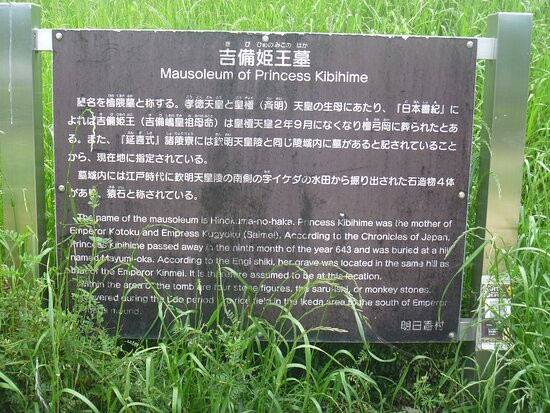 きびひめのみこのはか
吉備姫王墓
Mausoleum of Princess Kibihime
墓名を檜隈墓と称する。孝徳天皇と皇極(斉明)天皇の生母にあたり、『日本書紀』に
よれば吉備姫王(吉備嶋皇祖母命)は皇極天皇2年9月になくなり檀弓岡に葬られたとあ
る。また、『延喜式』諸陵寮には欽明天皇陵と同じ陵域内に墓があると記されていること
から、現在地に指定されている。
墓域内には江戸時代に欽明天皇陵の南側の字イケダの水田から掘り出された石造物4体
があり、猿石と称されている。
The name of the mausoleum is Hinokuma-no-haka. Princess Kibihime was the mother of
Emperor Kotoku and Empress Kugyoku (Saimei). According to the Chronicles of Japan,
Princess Kibihime passed away in the ninth month of the year 643 and was buried at a hill
named Mayumi-oka. According to the Engi shiki, her grave was located in the same hill as
that of the Emperor Kinmei. It is therefore assumed to be at this location.
Within the area of the tomb are four stone figures, the saru-ishi, or monkey stones.
discovered during the Edo period in a rice field in the Ikeda area to the south of Emperor
mound.
明日香村